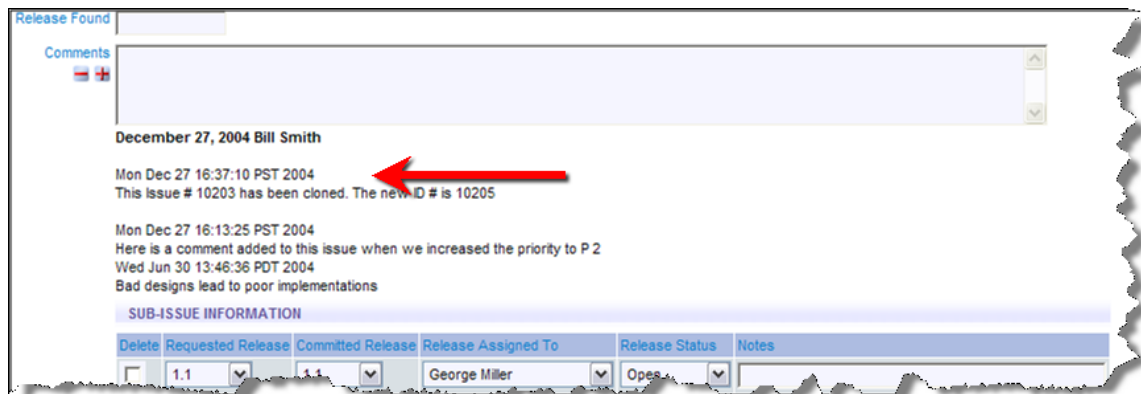 Release Found
Comments
December 27, 2004 Bill Smith
Mon Dec 27 16:37:10 PST 2004
This Issue # 10203 has been cloned. The new ID # is 10205
Mon Dec 27 16:13:25 PST 2004
Here is a comment added to this issue when we increased the priority to P 2
Wed Jun 30 13:46:36 PDT 2004
Bad designs lead to poor implementations
SUB-ISSUE INFORMATION
Delete Requested Release Committed Release Release Assigned To Release Status Notes
1.1 1.1 George Miller Open